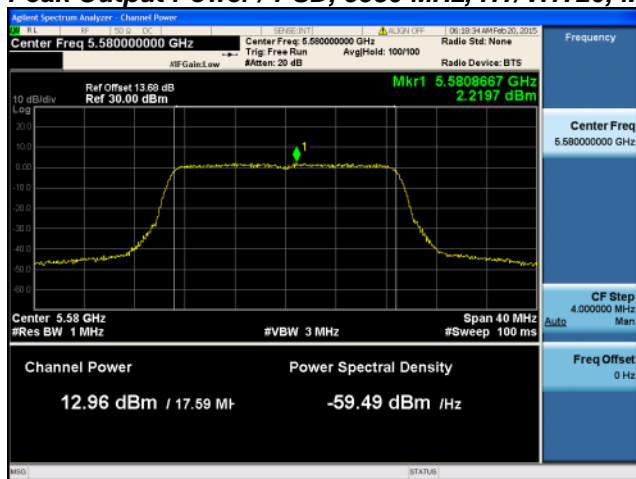 Peak Output Power / PSD, 5580 MHz, HT/VHT20, M
Agilent Spectrum Analyzer - Channel Power
RL RF 50 Ω DC SENSE:INT ALIGN OFF 06:18:34 AM Feb 20, 2015
Center Freq 5.580000000 GHz
Center Freq: 5.580000000 GHz
Radio Std: None
Trig: Free Run Avg|Hold: 100/100
#IFGain:Low #Atten: 20 dB Radio Device: BTS
Frequency
Mkr1 5.5808667 GHz
2.2197 dBm
Ref Offset 13.68 dB
10 dB/div Ref 30.00 dBm
Log
20.0
10.0
0.00
-10.0
-20.0
-30.0
-40.0
-50.0
-60.0
1
Center Freq
5.580000000 GHz
Center 5.58 GHz Span 40 MHz
#Res BW 1 MHz #VBW 3 MHz #Sweep 100 ms
CF Step
4.000000 MHz
Auto Man
Channel Power Power Spectral Density
12.96 dBm / 17.59 MH -59.49 dBm /Hz
Freq Offset
0 Hz
MSG STATUS